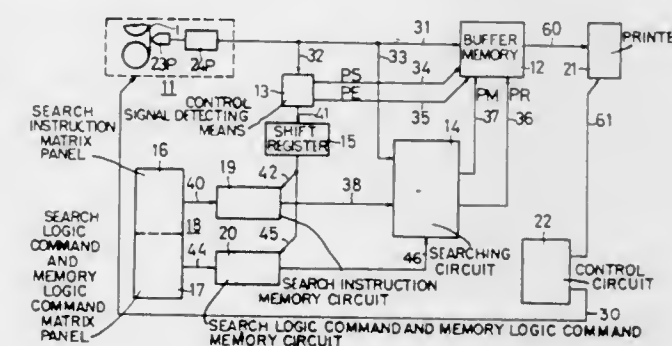 1
31
60
PRINTE
BUFFER
MEMORY
23P
24P
32
33
PS
34
12
21
11
13
PE
PM
PR
SEARCH
INSTRUCTION
MATRIX
PANEL
CONTROL
SIGNAL DETECTING
MEANS
41
35
37
36
61
SHIFT
REGISTER
15
14
16
19
42
40
38
22
SEARCH
LOGIC
COMMAND
AND
MEMORY
LOGIC
COMMAND
MATRIX
PANEL
18
20
45
44
46
SEARCHING
CIRCUIT
17
SEARCH INSTRUCTION
MEMORY CIRCUIT
CONTROL
CIRCUIT
30
SEARCH LOGIC COMMAND AND MEMORY LOGIC COMMAND
MEMORY CIRCUIT